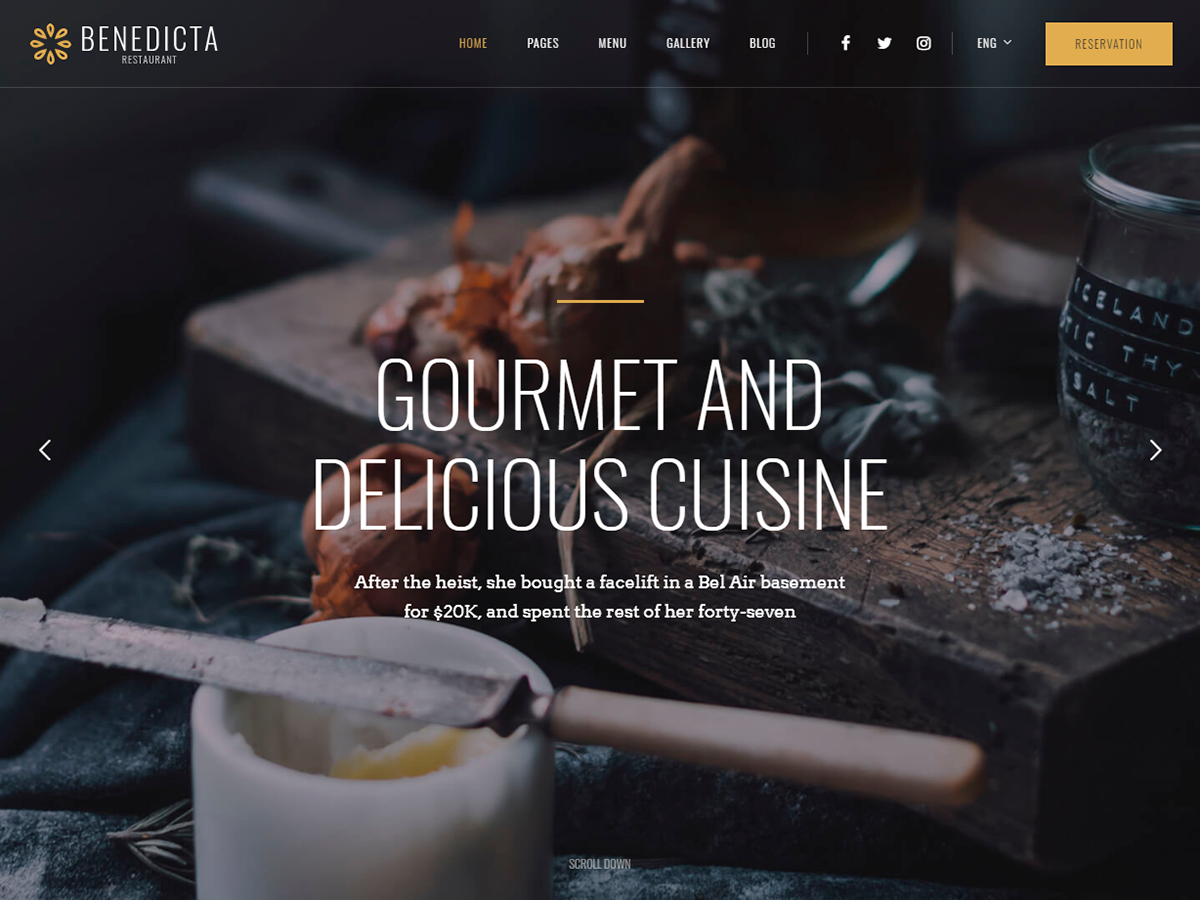 BENEDICTA
RESTAURANT
HOME PAGES MENU GALLERY BLOG ENG RESERVATION
ICELAND
TIC THY
SALT
GOURMET AND
DELICIOUS CUISINE
After the heist, she bought a facelift in a Bel Air basement
for $20K, and spent the rest of her forty-seven
SCROLL DOWN